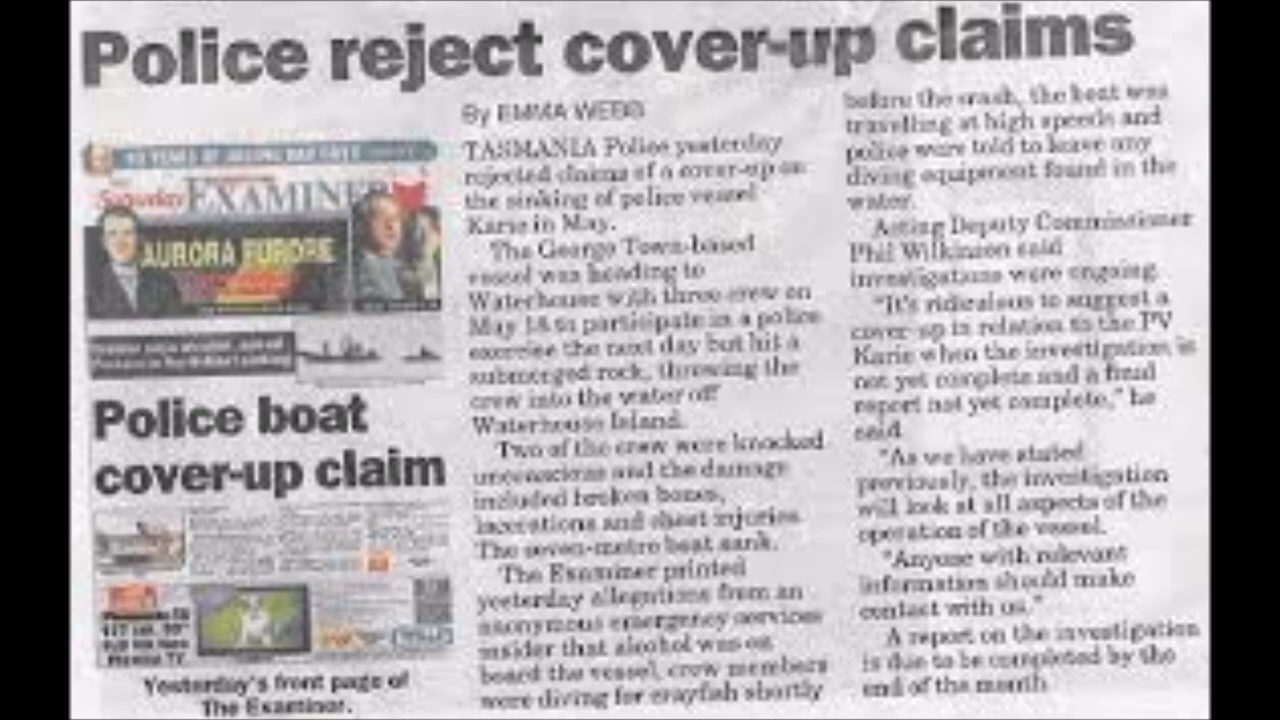 Police reject cover-up claims
Saturday EXAMINER
AURORA EUROPE
Police boat
cover-up claim
Yesterday's front page of
The Examiner.
By EMMA WEBB
TASMANIA Police yesterday
rejected claims of a cover-up on
the sinking of police vessel
Karie in May.
The George Town-based
vessel was heading to
Waterhouse with three crew on
May 18 to participate in a police
exercise the next day but hit a
submerged rock, throwing the
crew into the water off
Waterhouse Island.
Two of the crew were knocked
unconscious and the damage
included broken bones,
lacerations and chest injuries.
The seven-metre boat sank.
The Examiner printed
yesterday allegations from an
anonymous emergency services
insider that alcohol was on
board the vessel, crew members
were diving for crayfish shortly
before the crash, the boat was
travelling at high speeds and
police were told to leave any
diving equipment found in the
water.
Acting Deputy Commissioner
Phil Wilkinson said
investigations were ongoing.
"It's ridiculous to suggest a
cover-up in relation to the PV
Karie when the investigation is
not yet complete and a final
report not yet complete," he
said.
"As we have stated
previously, the investigation
will look at all aspects of the
operation of the vessel.
"Anyone with relevant
information should make
contact with us."
A report on the investigation
is due to be completed by the
end of the month.